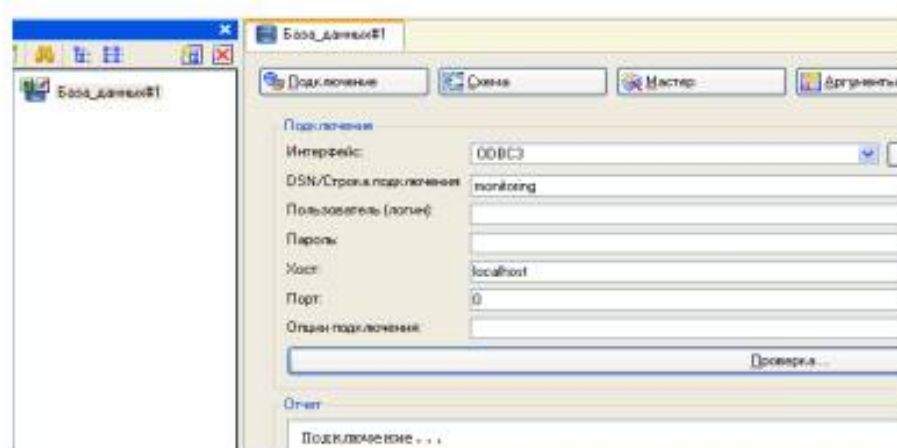 База_данных#1
База_данных#1
Подключение
Схема
Мастер
Аргументы
Подключение
Интерфейс:
ODBC3
DSN/Строка подключения
monitoring
Пользователь (логин):
Пароль:
Хост:
localhost
Порт:
0
Опции подключения:
Проверка...
Отчет
Подключение...